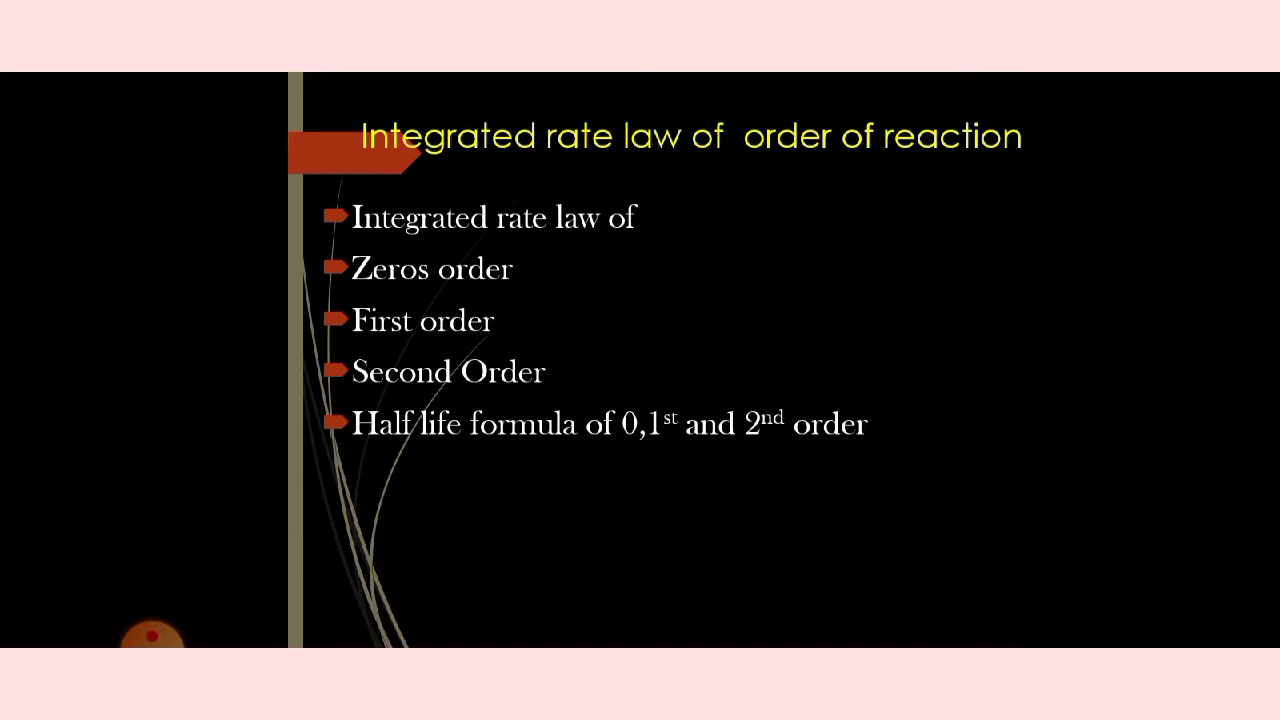 Integrated rate law of order of reaction
Integrated rate law of
Zeros order
First order
Second Order
Half life formula of 0,1st and 2nd order